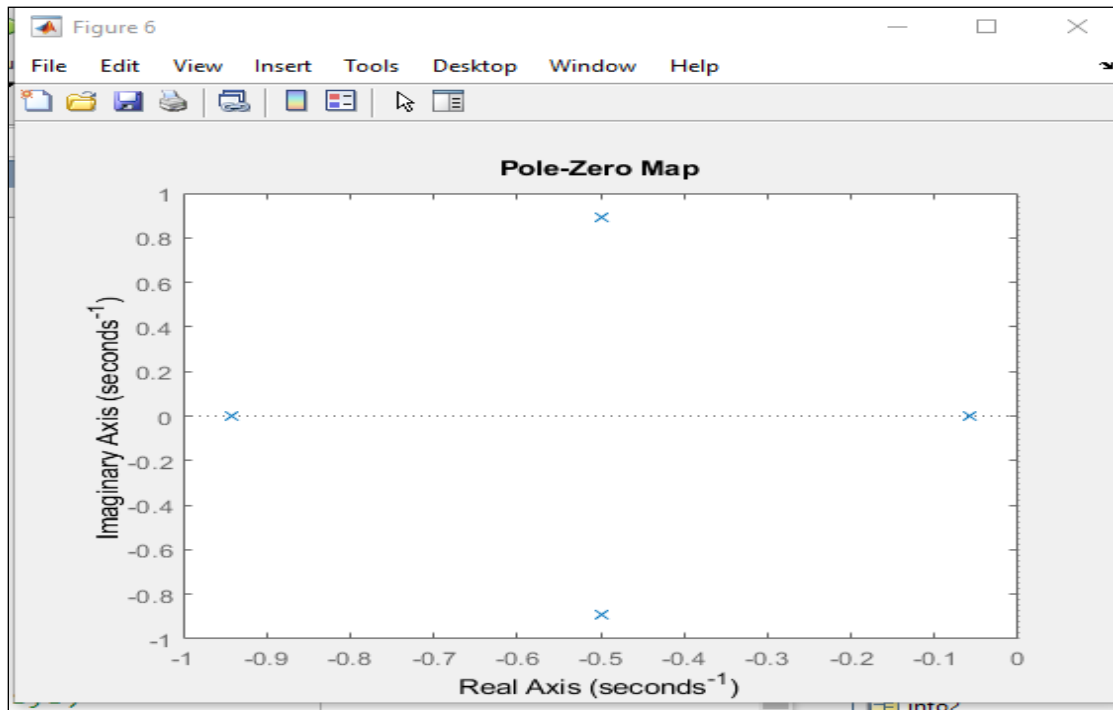 Figure 6
File Edit View Insert Tools Desktop Window Help
Pole-Zero Map
1
0.8
0.6
0.4
0.2
0
-0.2
-0.4
-0.6
-0.8
-1
Imaginary Axis (seconds⁻¹)
-1 -0.9 -0.8 -0.7 -0.6 -0.5 -0.4 -0.3 -0.2 -0.1 0
Real Axis (seconds⁻¹)